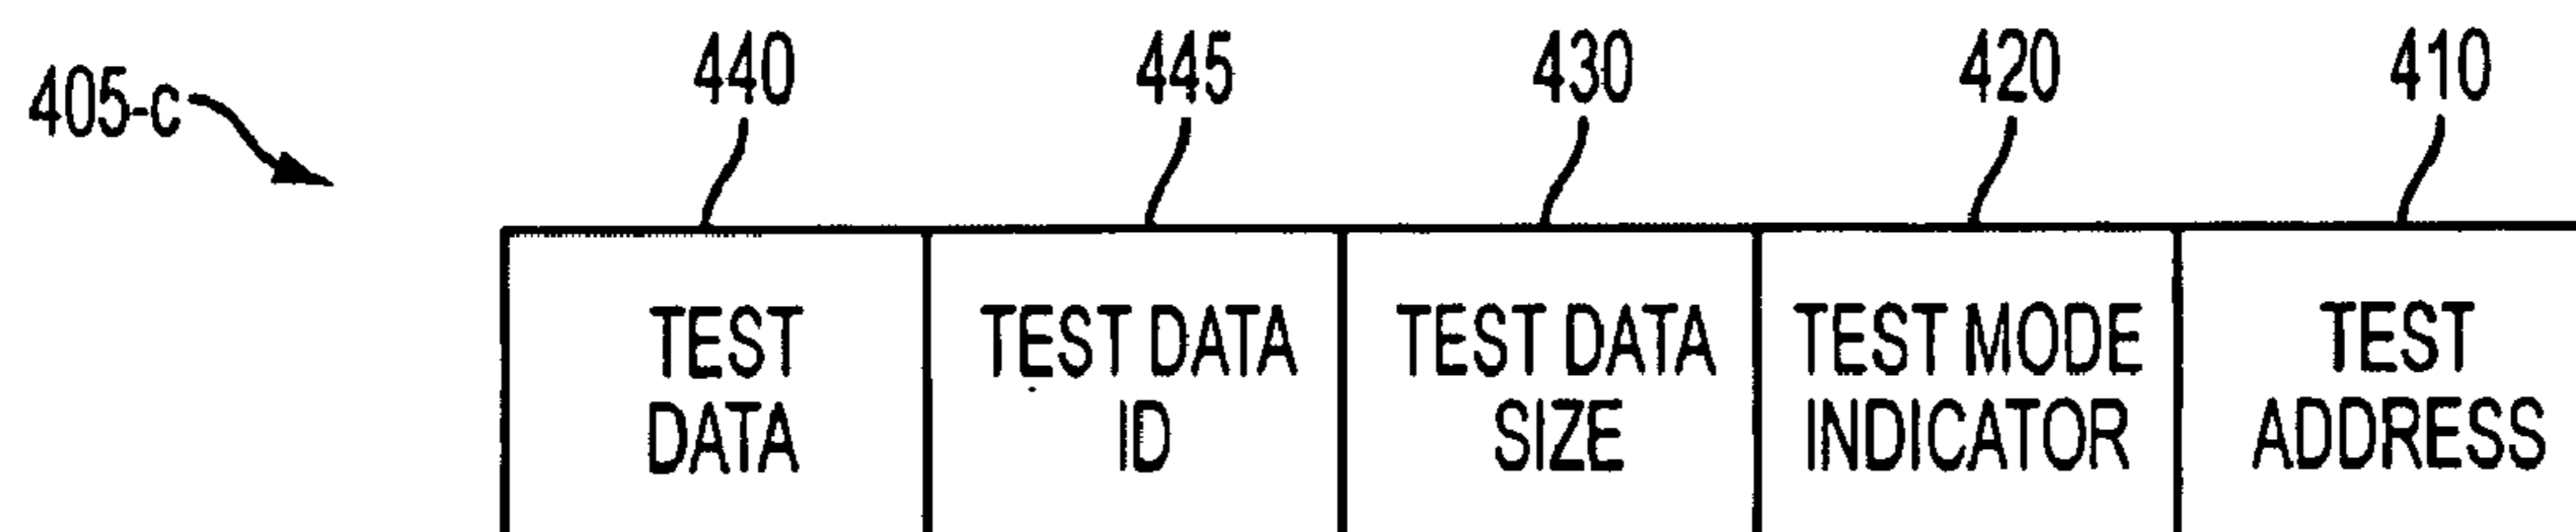 405-c
440 445 430 420 410
TEST DATA
TEST DATA ID
TEST DATA SIZE
TEST MODE INDICATOR
TEST ADDRESS